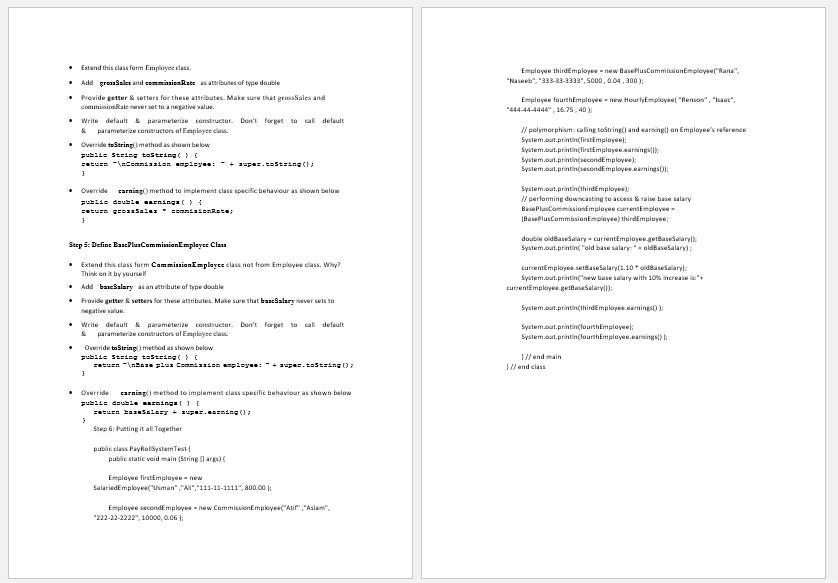 • Extend this class form Employee class.
• Add grossSales and commissionRate as attributes of type double
• Provide getter & setters for these attributes. Make sure that grossSales and
commissionRate never set to a negative value.
• Write default & parameterize constructor. Don't forget to call default
& parameterize constructors of Employee class.
• Override toString() method as shown below
public String toString( ) {
return "\nCommission employee: " + super.toString();
}
• Override earning() method to implement class specific behaviour as shown below
public double earnings( ) {
return grossSales * commisionRate;
}
Step 5: Define BasePlusCommissionEmployee Class
• Extend this class form CommissionEmployee class not from Employee class. Why?
Think on it by yourself
• Add baseSalary as an attribute of type double
• Provide getter & setters for these attributes. Make sure that baseSalary never sets to
negative value.
• Write default & parameterize constructor. Don't forget to call default
& parameterize constructors of Employee class.
• Override toString() method as shown below
public String toString( ) {
return "\nBase plus Commission employee: " + super.toString();
}
• Override earning() method to implement class specific behaviour as shown below
public double earnings( ) {
return baseSalary + super.earning();
}
Step 6: Putting it all Together
public class PayRollSystemTest {
public static void main (String [] args) {
Employee firstEmployee = new
SalariedEmployee("Usman" ,"Ali","111-11-1111", 800.00 );
Employee secondEmployee = new CommissionEmployee("Atif" ,"Aslam",
"222-22-2222", 10000, 0.06 );
Employee thirdEmployee = new BasePlusCommissionEmployee("Rana",
"Naseeb", "333-33-3333", 5000 , 0.04 , 300 );
Employee fourthEmployee = new HourlyEmployee( "Renson" , "Isaac",
"444-44-4444" , 16.75 , 40 );
// polymorphism: calling toString() and earning() on Employee's reference
System.out.println(firstEmployee);
System.out.println(firstEmployee.earnings());
System.out.println(secondEmployee);
System.out.println(secondEmployee.earnings());
System.out.println(thirdEmployee);
// performing downcasting to access & raise base salary
BasePlusCommissionEmployee currentEmployee =
(BasePlusCommissionEmployee) thirdEmployee;
double oldBaseSalary = currentEmployee.getBaseSalary();
System.out.println( "old base salary: " + oldBaseSalary) ;
currentEmployee.setBaseSalary(1.10 * oldBaseSalary);
System.out.println("new base salary with 10% increase is:"+
currentEmployee.getBaseSalary());
System.out.println(thirdEmployee.earnings() );
System.out.println(fourthEmployee);
System.out.println(fourthEmployee.earnings() );
} // end main
} // end class